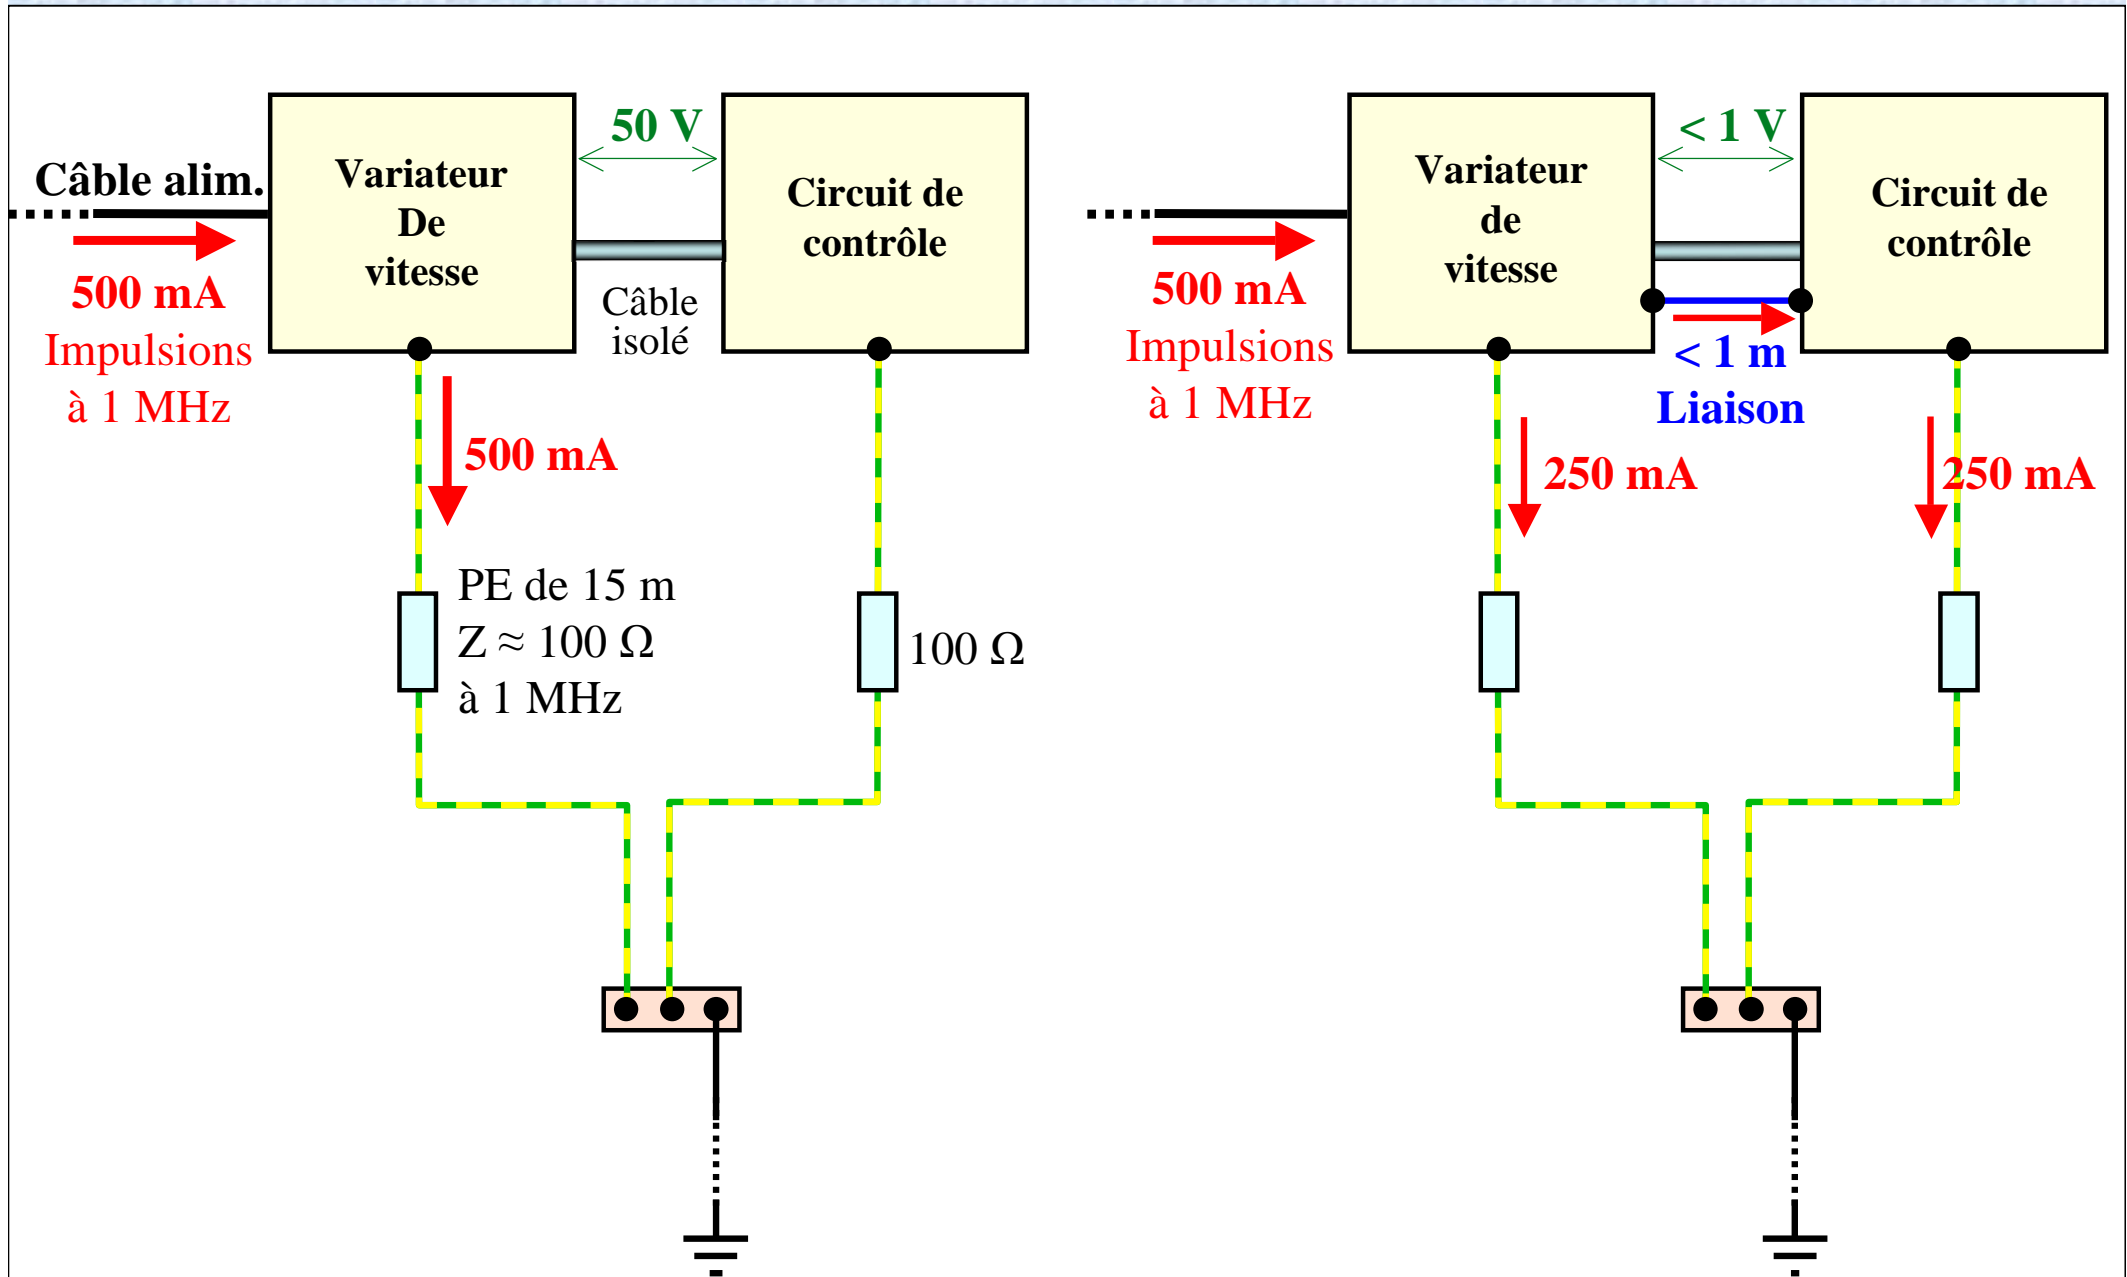 Câble alim.
500 mA
Impulsions
à 1 MHz
Variateur
De
vitesse
50 V
Câble
isolé
Circuit de
contrôle
500 mA
PE de 15 m
Z ≈ 100 Ω
à 1 MHz
100 Ω
500 mA
Impulsions
à 1 MHz
Variateur
de
vitesse
< 1 V
< 1 m
Liaison
Circuit de
contrôle
250 mA
250 mA